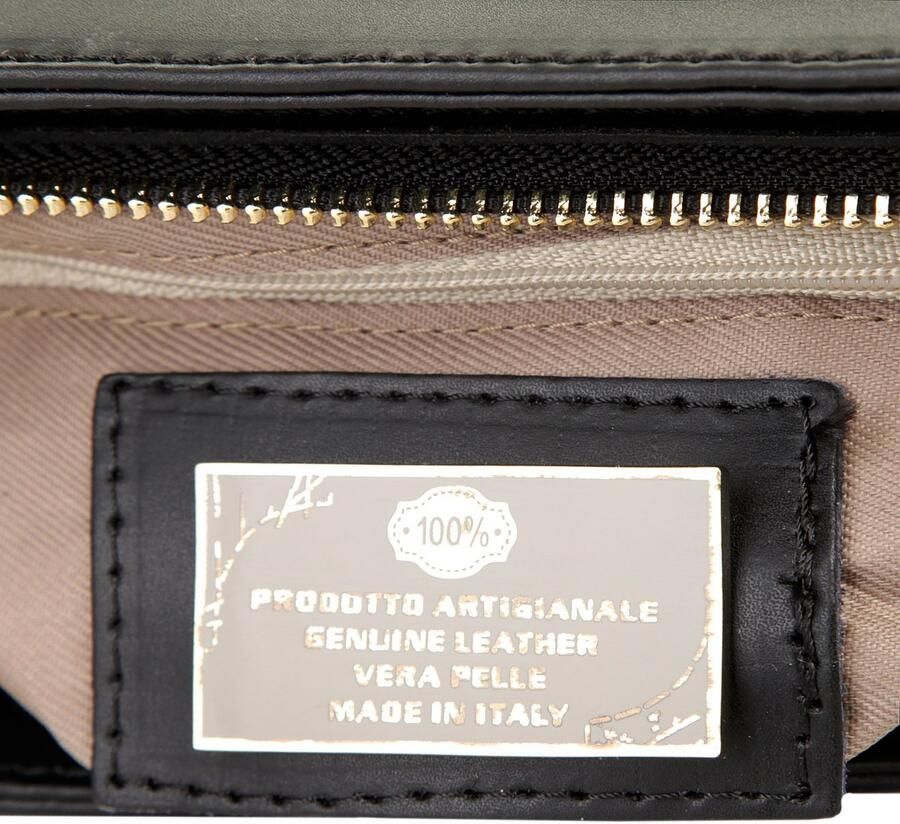 100%
PRODOTTO ARTIGIANALE
GENUINE LEATHER
VERA PELLE
MADE IN ITALY